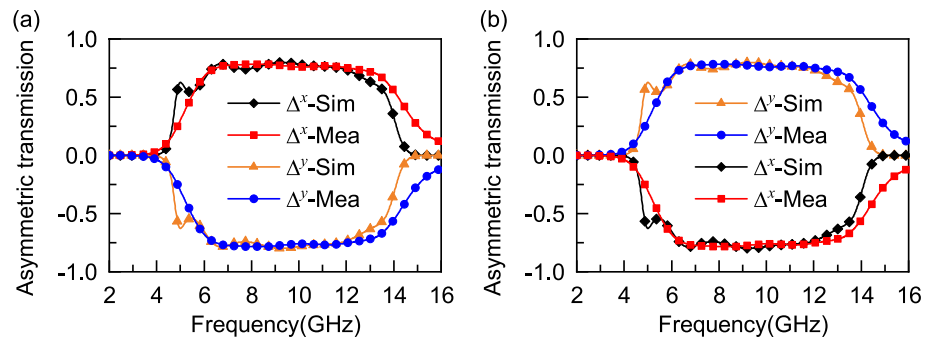 (a)
Asymmetric transmission
1.0
0.5
0.0
-0.5
-1.0
Δˣ-Sim
Δˣ-Mea
Δʸ-Sim
Δʸ-Mea
2 4 6 8 10 12 14 16
Frequency(GHz)
(b)
Asymmetric transmission
1.0
0.5
0.0
-0.5
-1.0
Δʸ-Sim
Δʸ-Mea
Δˣ-Sim
Δˣ-Mea
2 4 6 8 10 12 14 16
Frequency(GHz)